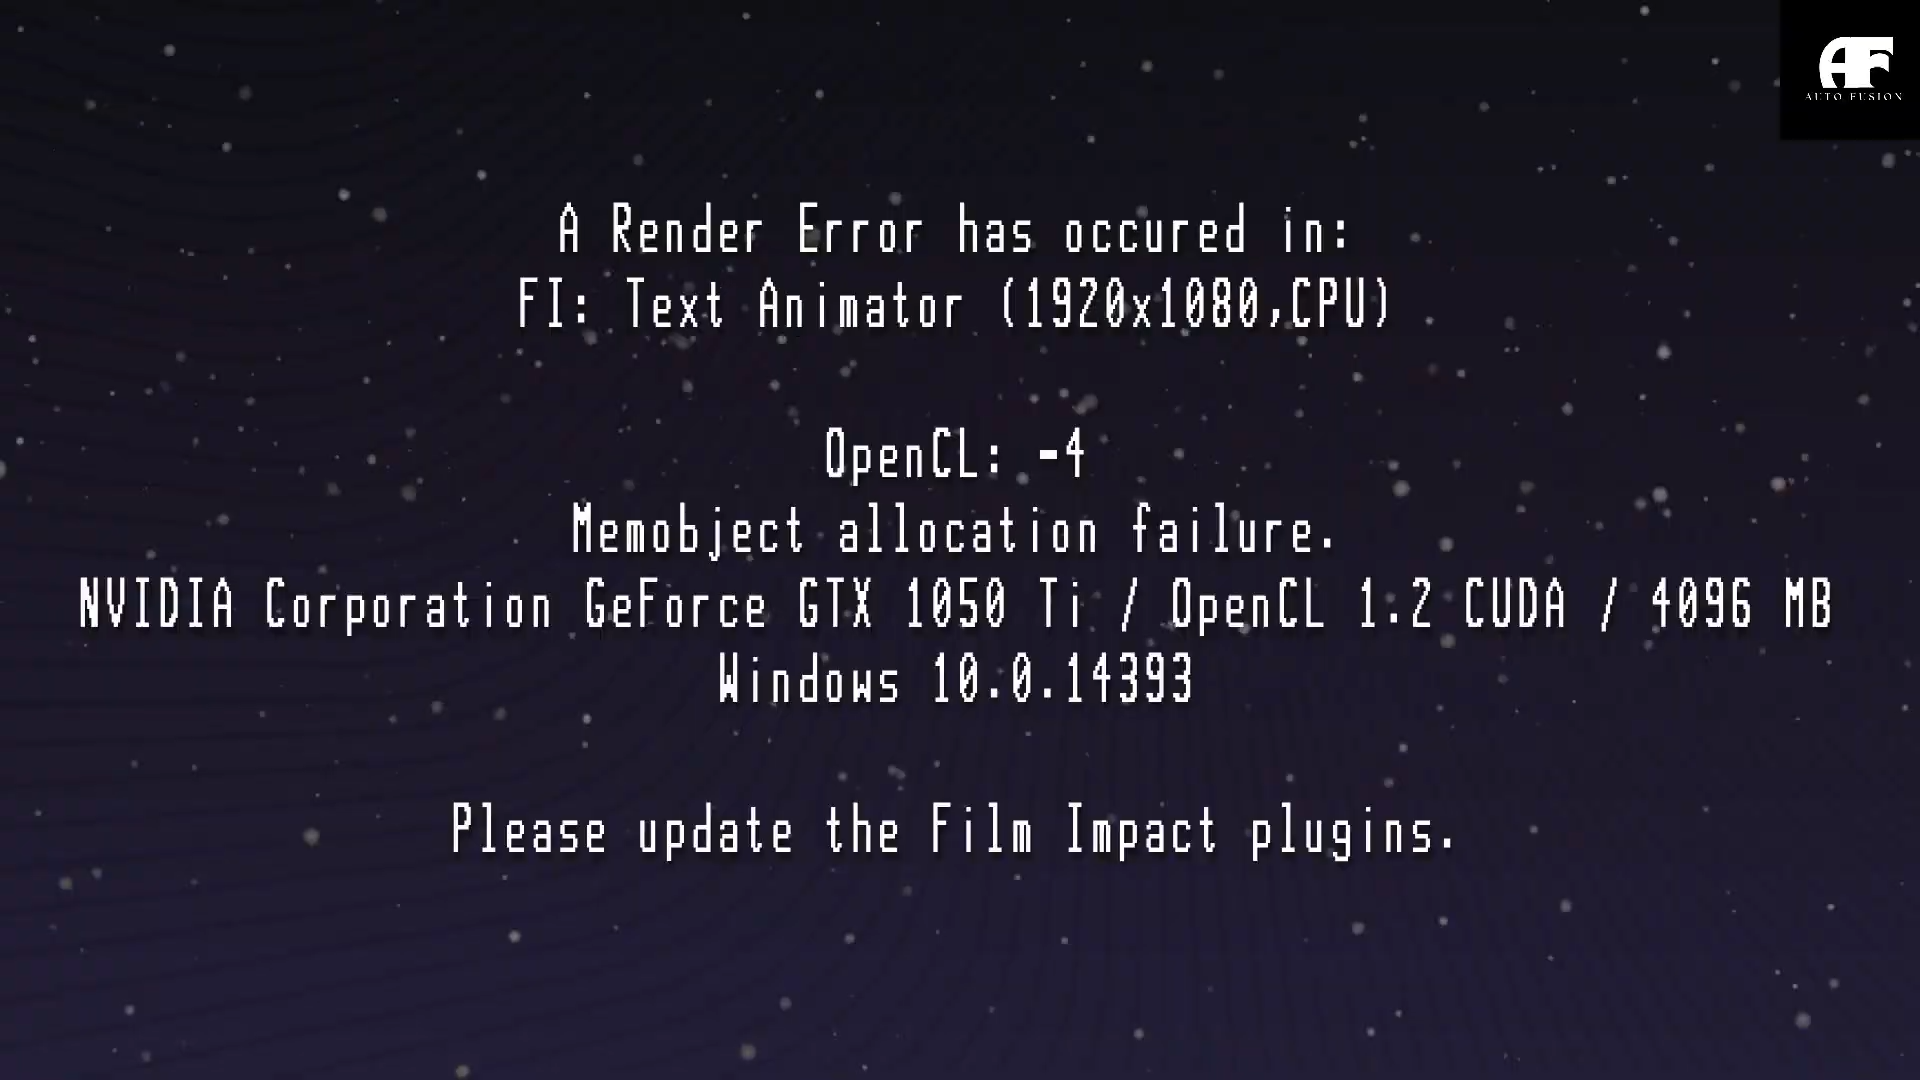 AF
AUTO FUSION
A Render Error has occured in:
FI: Text Animator (1920x1080,CPU)
OpenCL: -4
Memobject allocation failure.
NVIDIA Corporation GeForce GTX 1050 Ti / OpenCL 1.2 CUDA / 4096 MB
Windows 10.0.14393
Please update the Film Impact plugins.